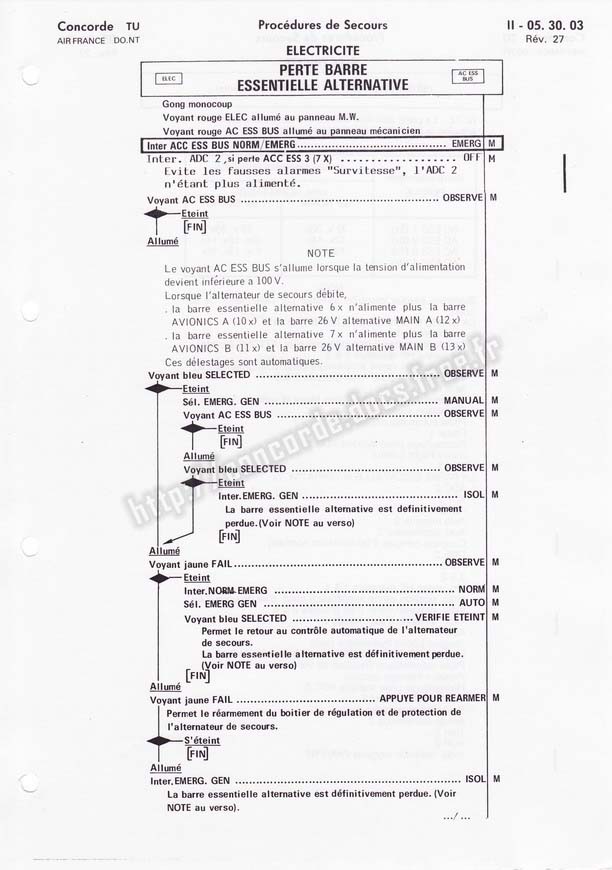 Concorde TU
Procédures de Secours
II - 05. 30. 03
AIR FRANCE DO.NT
Rév. 27
ELECTRICITE
ELEC
PERTE BARRE
ESSENTIELLE ALTERNATIVE
AC ESS
BUS
Gong monocoup
Voyant rouge ELEC allumé au panneau M.W.
Voyant rouge AC ESS BUS allumé au panneau mécanicien
Inter ACC ESS BUS NORM/EMERG .......... EMERG M
Inter. ADC 2, si perte ACC ESS 3 (7 X) .......... OFF M
Evite les fausses alarmes "Survitesse", l'ADC 2
n'étant plus alimenté.
Voyant AC ESS BUS .......... OBSERVE M
Eteint
[FIN]
Allumé
NOTE
Le voyant AC ESS BUS s'allume lorsque la tension d'alimentation
devient inférieure a 100 V.
Lorsque l'alternateur de secours débite,
. la barre essentielle alternative 6 x n'alimente plus la barre
AVIONICS A (10 x) et la barre 26 V alternative MAIN A (12 x) .
. la barre essentielle alternative 7 x n'alimente plus la barre
AVIONICS B (11 x) et la barre 26 V alternative MAIN B (13 x)
Ces délestages sont automatiques.
Voyant bleu SELECTED .......... OBSERVE M
Eteint
Sél. EMERG. GEN .......... MANUAL M
Voyant AC ESS BUS .......... OBSERVE M
Eteint
[FIN]
Allumé
Voyant bleu SELECTED .......... OBSERVE M
Eteint
Inter. EMERG. GEN .......... ISOL M
La barre essentielle alternative est definitivement
perdue. (Voir NOTE au verso)
[FIN]
Allumé
Voyant jaune FAIL .......... OBSERVE M
Eteint
Inter. NORM EMERG .......... NORM M
Sél. EMERG GEN .......... AUTO M
Voyant bleu SELECTED .......... VERIFIE ETEINT M
Permet le retour au contrôle automatique de l'alternateur
de secours.
La barre essentielle alternative est définitivement perdue.
(Voir NOTE au verso)
[FIN]
Allumé
Voyant jaune FAIL .......... APPUYE POUR REARMER M
Permet le réarmement du boitier de régulation et de protection de
l'alternateur de secours.
S'éteint
[FIN]
Allumé
Inter. EMERG. GEN .......... ISOL M
La barre essentielle alternative est définitivement perdue. (Voir
NOTE au verso).
.../ ...
http://concorde.docs.free.fr